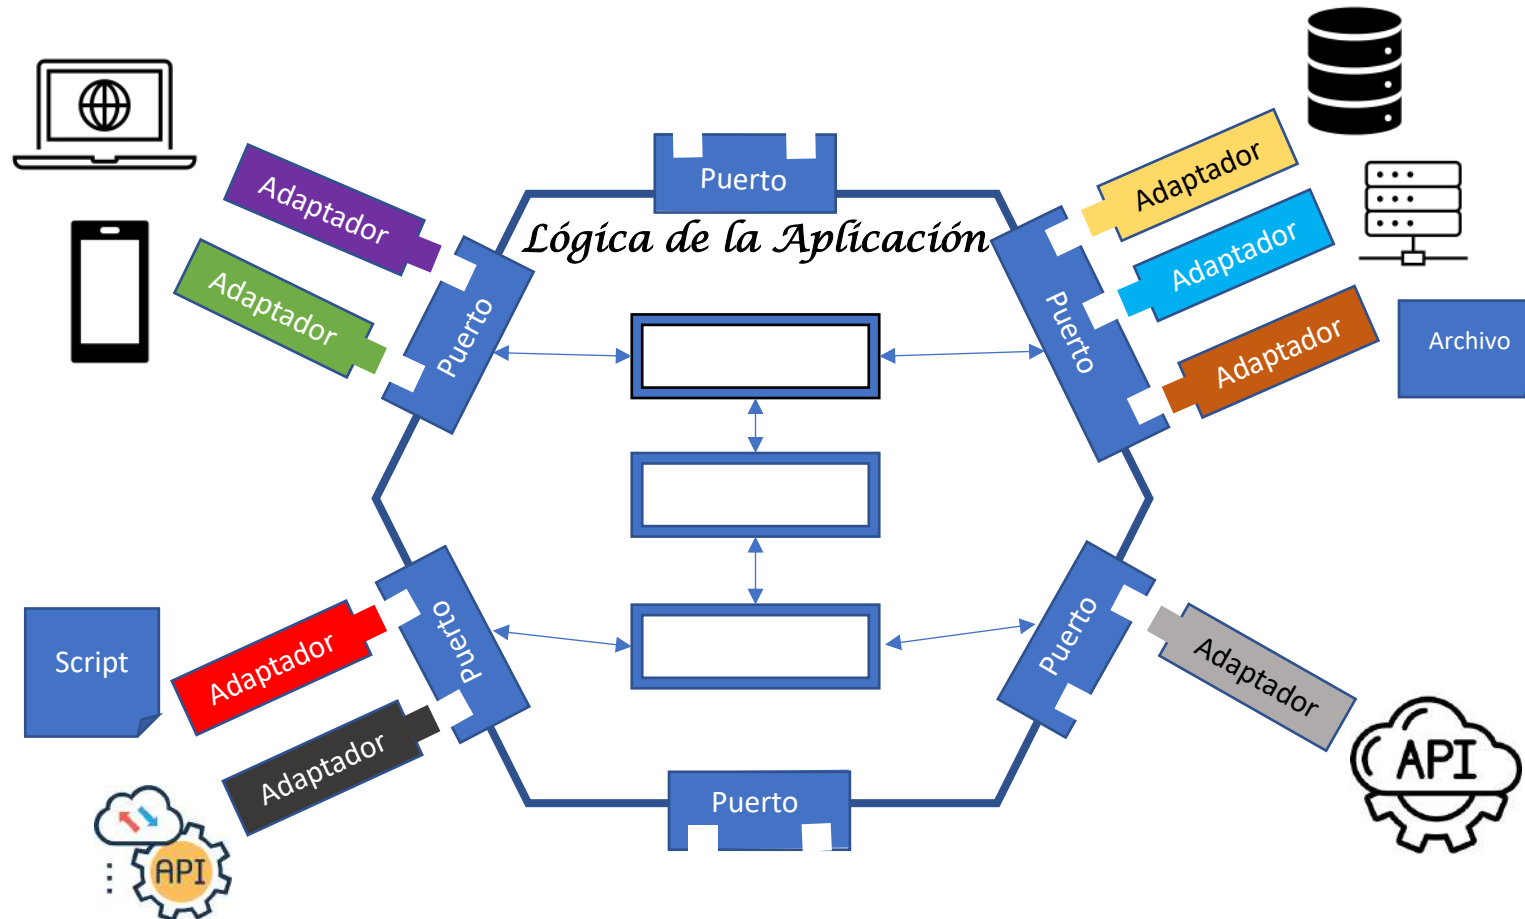 Puerto
Lógica de la Aplicación
Adaptador
Adaptador
Puerto
Adaptador
Adaptador
Adaptador
Puerto
Archivo
Script
Adaptador
Adaptador
Puerto
API
Puerto
Adaptador
API
Puerto